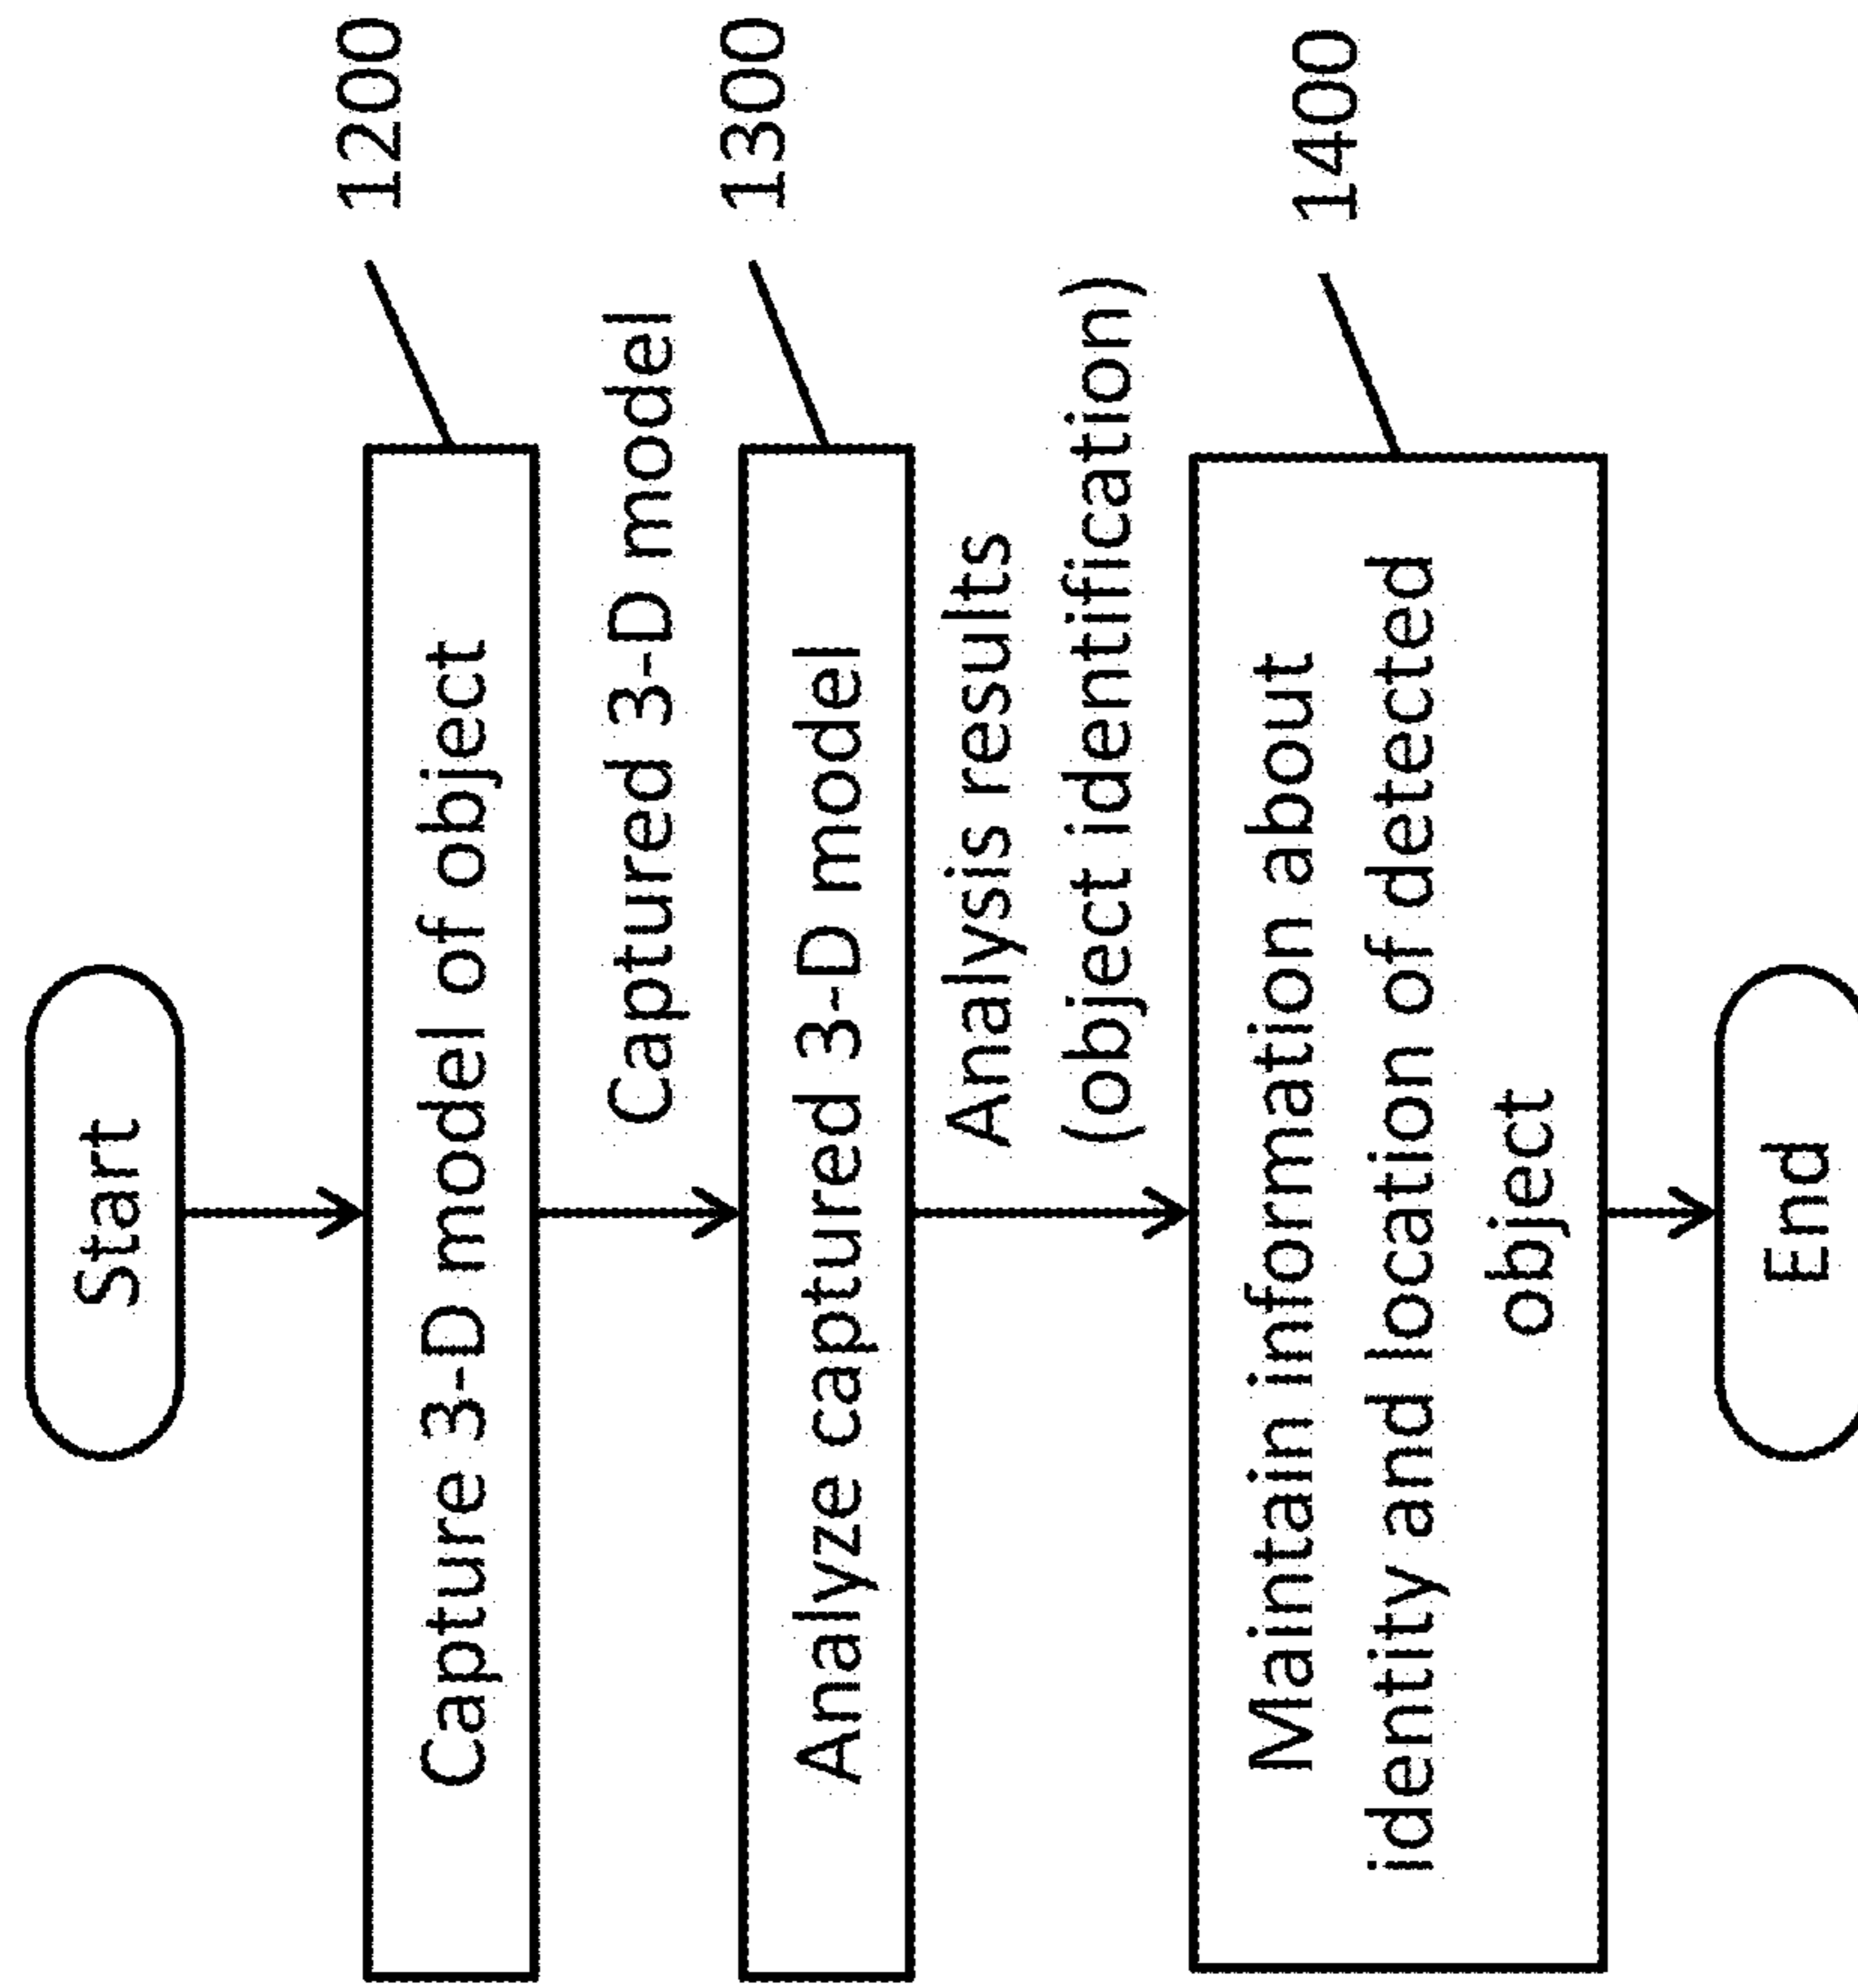 Start
Capture 3-D model of object
1200
Captured 3-D model
Analyze captured 3-D model
1300
Analysis results
(object identification)
Maintain information about
identity and location of detected
object
1400
End